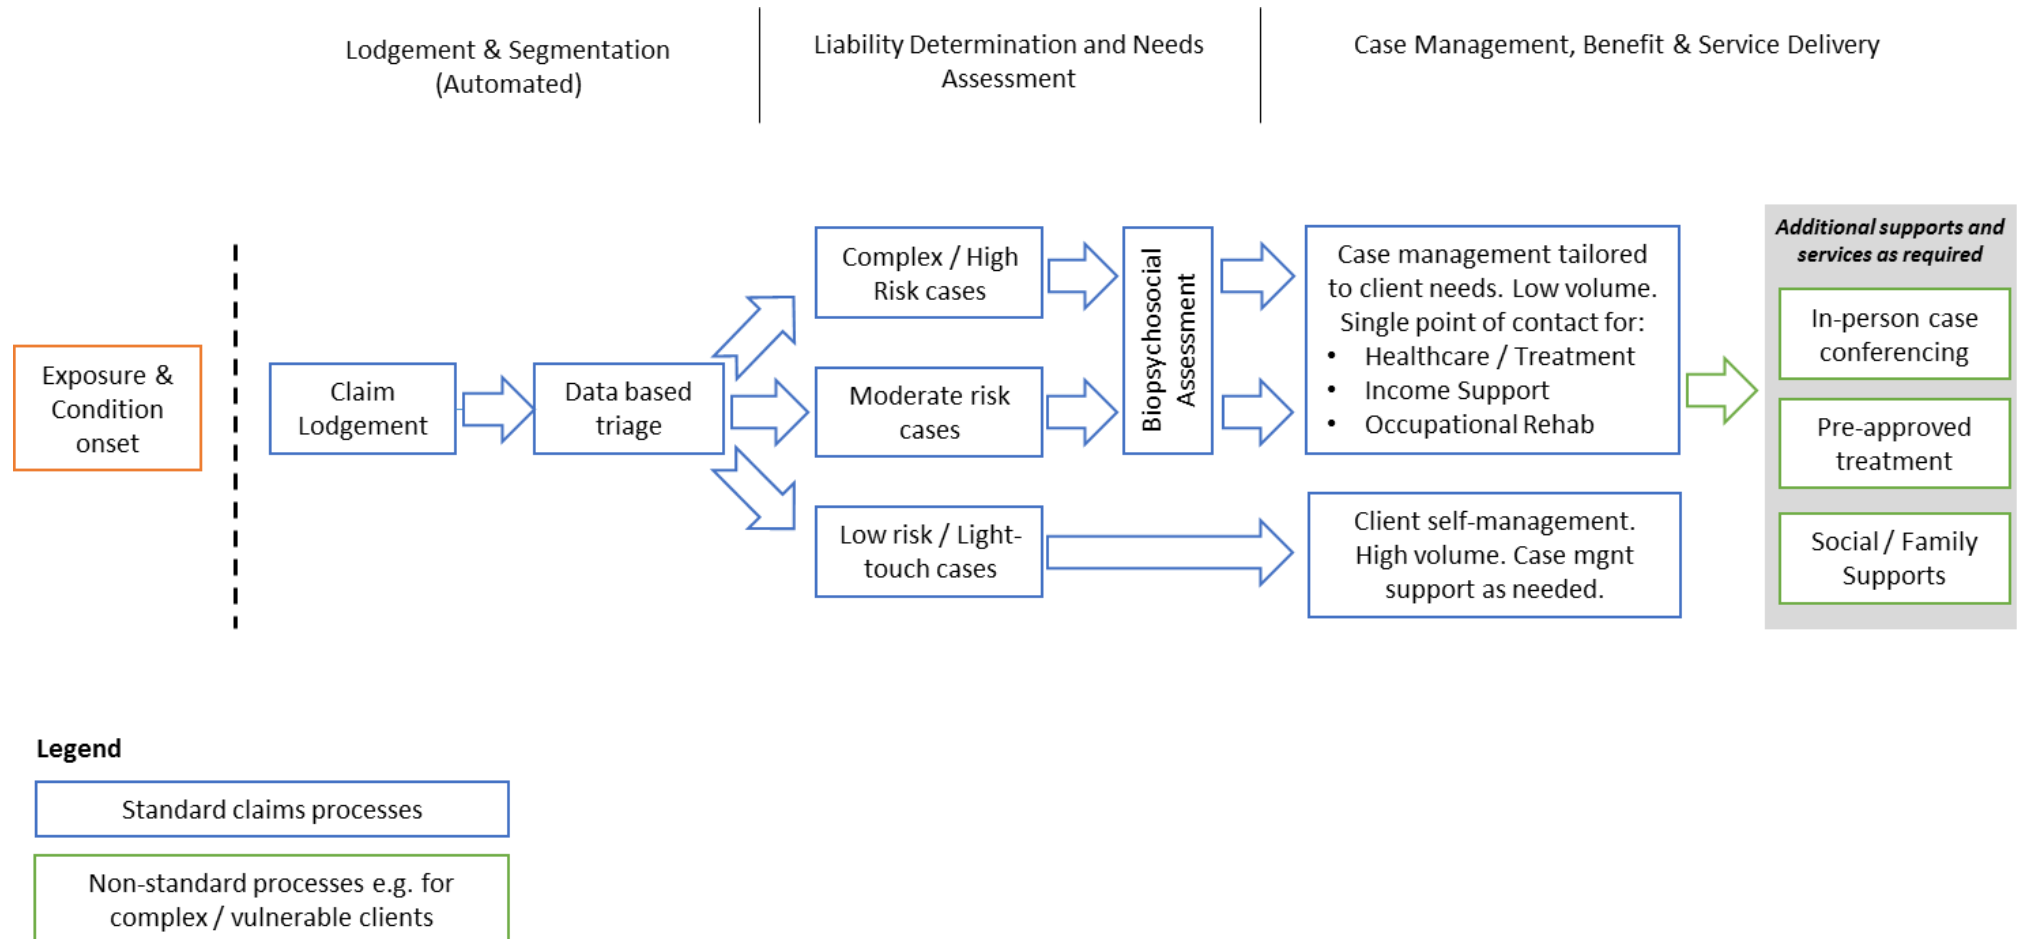 Lodgement & Segmentation
(Automated)
Liability Determination and Needs
Assessment
Case Management, Benefit & Service Delivery
Exposure &
Condition
onset
Claim
Lodgement
Data based
triage
Complex / High
Risk cases
Moderate risk
cases
Low risk / Light-
touch cases
Biopsychosocial
Assessment
Case management tailored
to client needs. Low volume.
Single point of contact for:
• Healthcare / Treatment
• Income Support
• Occupational Rehab
Client self-management.
High volume. Case mgnt
support as needed.
Additional supports and
services as required
In-person case
conferencing
Pre-approved
treatment
Social / Family
Supports
Legend
Standard claims processes
Non-standard processes e.g. for
complex / vulnerable clients